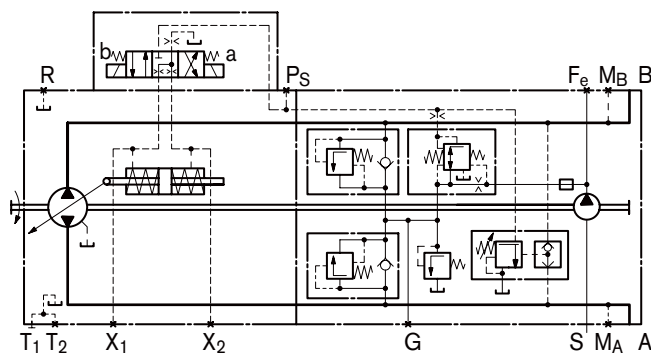 b a
R P_S F_e M_B B
T_1 T_2 X_1 X_2 G S M_A A